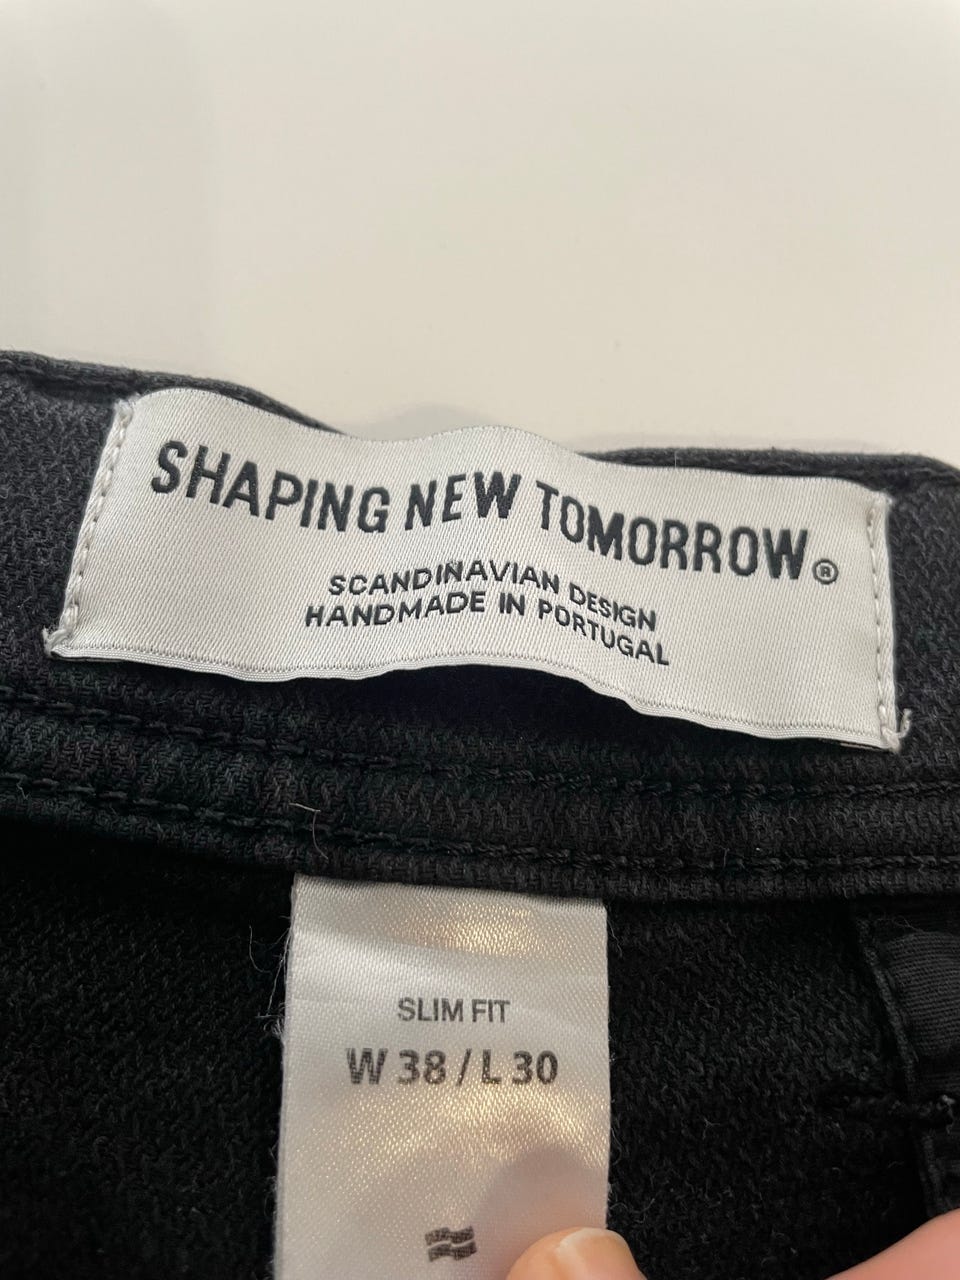 SHAPING NEW TOMORROW®
SCANDINAVIAN DESIGN
HANDMADE IN PORTUGAL
SLIM FIT
W 38 / L 30